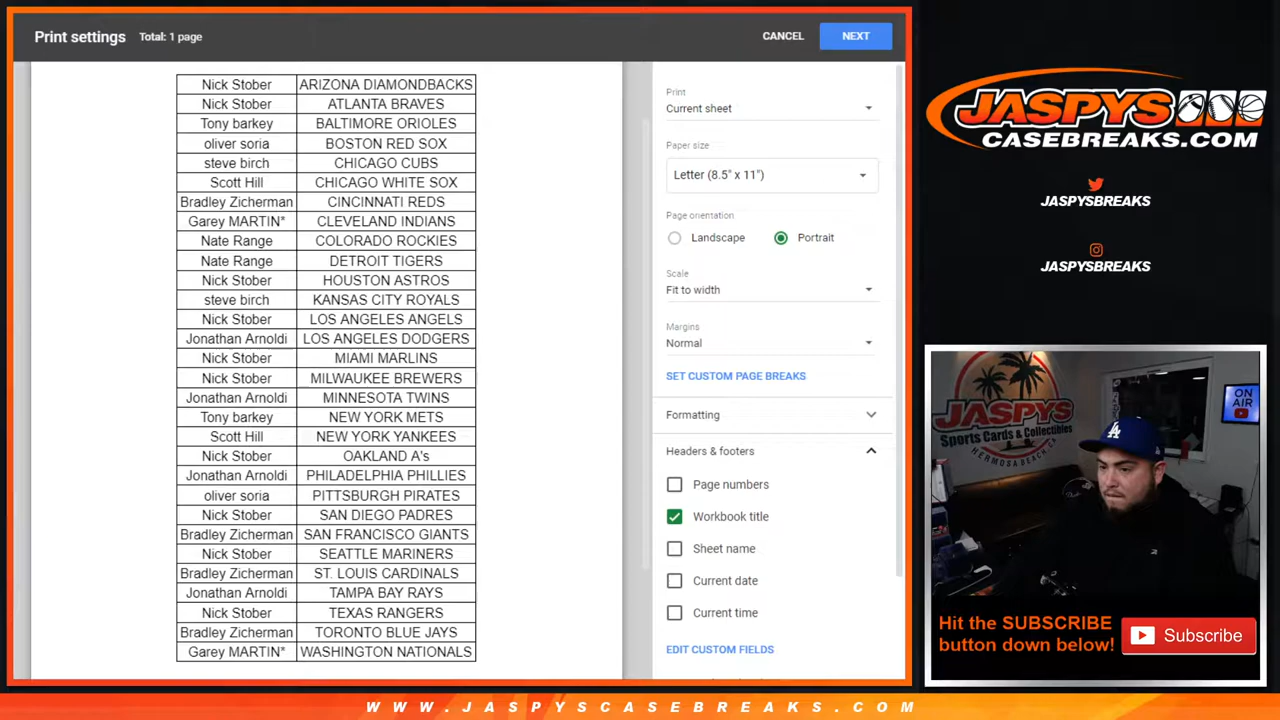 Print settings Total: 1 page CANCEL NEXT
Nick Stober ARIZONA DIAMONDBACKS
Nick Stober ATLANTA BRAVES
Tony barkey BALTIMORE ORIOLES
oliver soria BOSTON RED SOX
steve birch CHICAGO CUBS
Scott Hill CHICAGO WHITE SOX
Bradley Zicherman CINCINNATI REDS
Garey MARTIN* CLEVELAND INDIANS
Nate Range COLORADO ROCKIES
Nate Range DETROIT TIGERS
Nick Stober HOUSTON ASTROS
steve birch KANSAS CITY ROYALS
Nick Stober LOS ANGELES ANGELS
Jonathan Arnoldi LOS ANGELES DODGERS
Nick Stober MIAMI MARLINS
Nick Stober MILWAUKEE BREWERS
Jonathan Arnoldi MINNESOTA TWINS
Tony barkey NEW YORK METS
Scott Hill NEW YORK YANKEES
Nick Stober OAKLAND A's
Jonathan Arnoldi PHILADELPHIA PHILLIES
oliver soria PITTSBURGH PIRATES
Nick Stober SAN DIEGO PADRES
Bradley Zicherman SAN FRANCISCO GIANTS
Nick Stober SEATTLE MARINERS
Bradley Zicherman ST. LOUIS CARDINALS
Jonathan Arnoldi TAMPA BAY RAYS
Nick Stober TEXAS RANGERS
Bradley Zicherman TORONTO BLUE JAYS
Garey MARTIN* WASHINGTON NATIONALS
Print
Current sheet
Paper size
Letter (8.5" x 11")
Page orientation
Landscape Portrait
Scale
Fit to width
Margins
Normal
SET CUSTOM PAGE BREAKS
Formatting
Headers & footers
Page numbers
Workbook title
Sheet name
Current date
Current time
EDIT CUSTOM FIELDS
JASPYS
CASEBREAKS.COM
JASPYSBREAKS
JASPYSBREAKS
JASPYS
Sports Cards & Collectibles
HERMOSA BEACH, CA
ON
AIR
LA
Hit the SUBSCRIBE
button down below!
Subscribe
WWW.JASPYSCASEBREAKS.COM